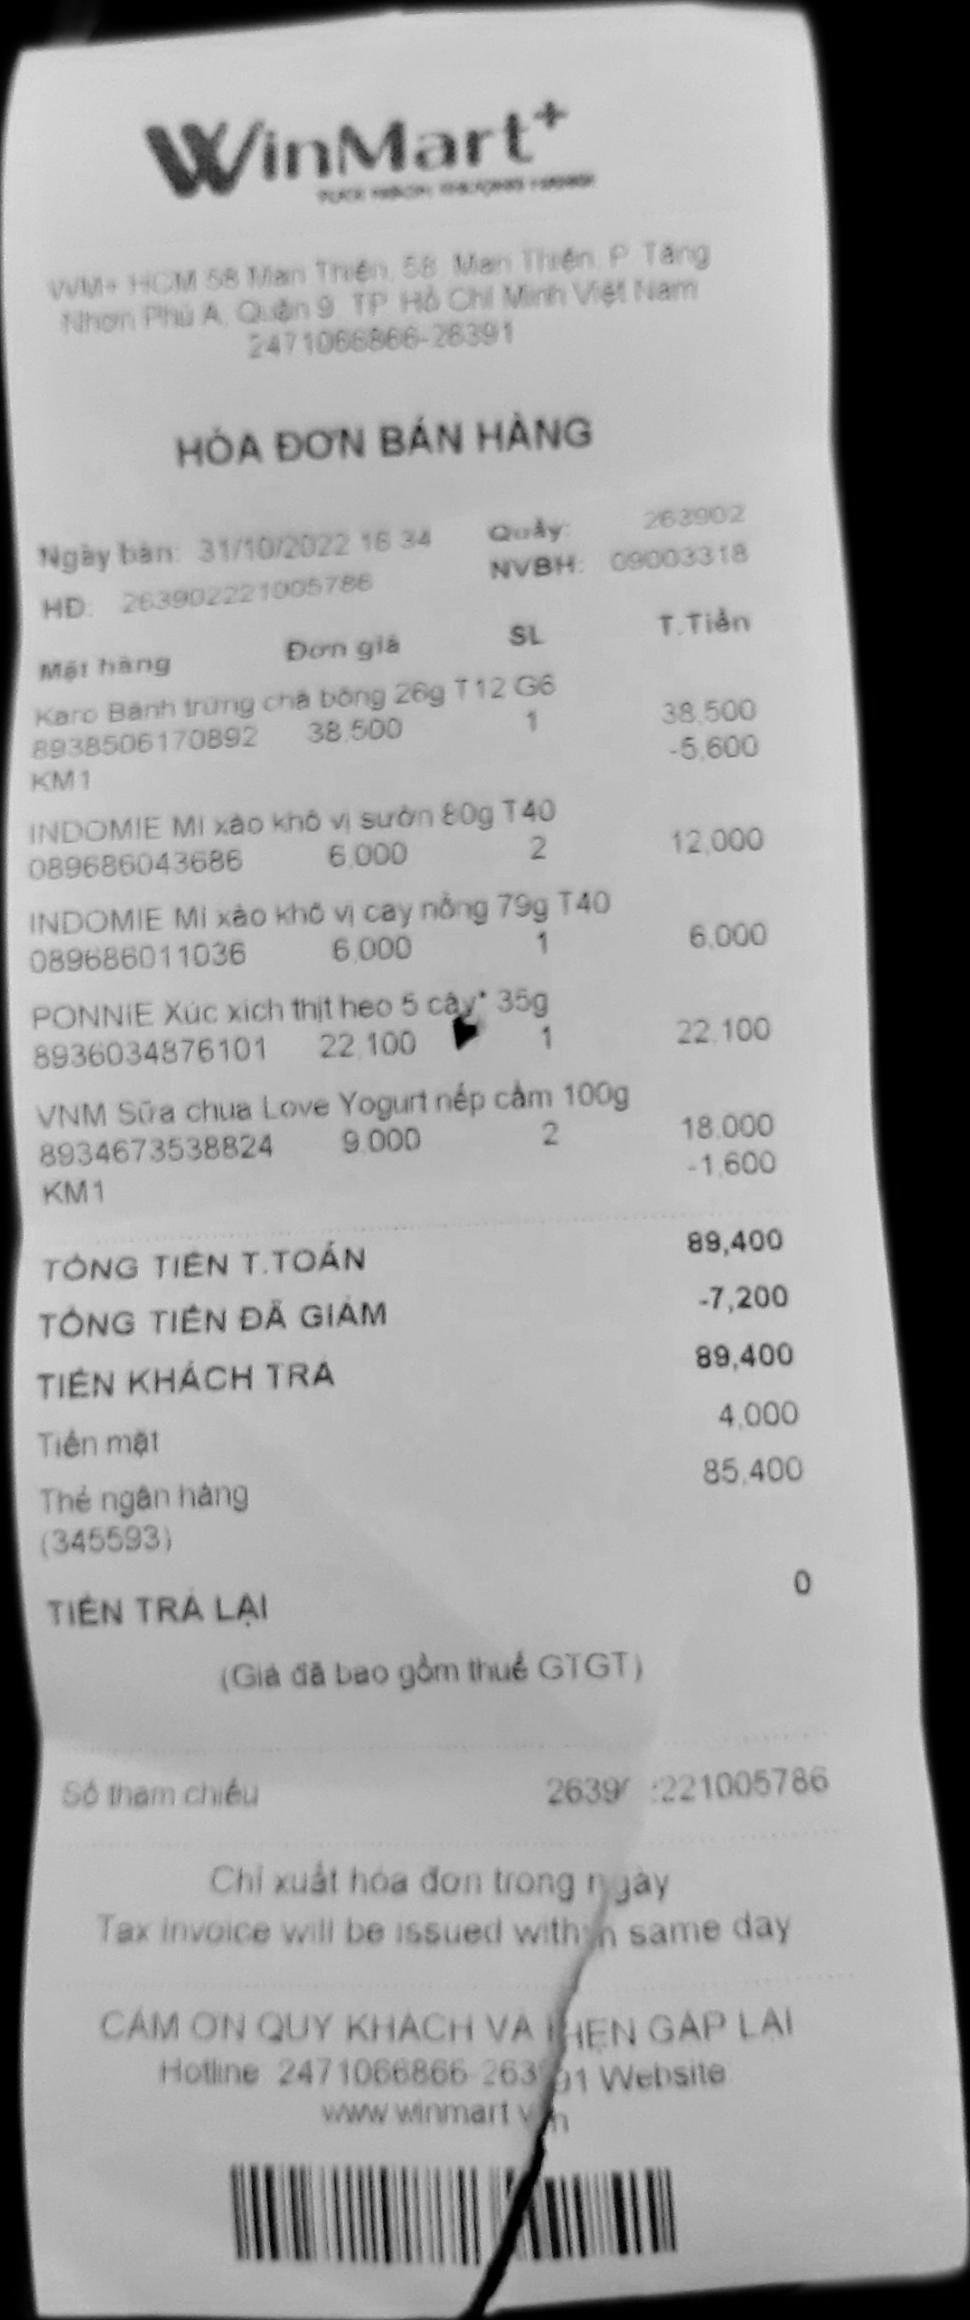 WinMart+
WM+ HCM 58 Man Thiện, 58, Man Thiện, P. Tăng
Nhơn Phú A, Quận 9, TP. Hồ Chí Minh Việt Nam
2471066866-26391
HÓA ĐƠN BÁN HÀNG
Ngày bán: 31/10/2022 16:34 Quầy: 263902
HĐ: 263902221005786 NVBH: 09003318
Mặt hàng Đơn giá SL T.Tiền
Karo Bánh trứng chà bông 26g T12 G6
8938506170892 38,500 1 38,500
KM1 -5,600
INDOMIE Mì xào khô vị sườn 80g T40
089686043686 6,000 2 12,000
INDOMIE Mì xào khô vị cay nồng 79g T40
089686011036 6,000 1 6,000
PONNIE Xúc xích thịt heo 5 cây* 35g
8936034876101 22,100 1 22,100
VNM Sữa chua Love Yogurt nếp cẩm 100g
8934673538824 9,000 2 18,000
KM1 -1,600
TỔNG TIỀN T.TOÁN 89,400
TỔNG TIỀN ĐÃ GIẢM -7,200
TIỀN KHÁCH TRẢ 89,400
Tiền mặt 4,000
Thẻ ngân hàng 85,400
(345593)
TIỀN TRẢ LẠI 0
(Giá đã bao gồm thuế GTGT)
Số tham chiếu 2639 221005786
Chỉ xuất hóa đơn trong ngày
Tax invoice will be issued within same day
CẢM ƠN QUÝ KHÁCH VÀ HẸN GẶP LẠI
Hotline: 2471066866-26391 Website:
www.winmart.vn